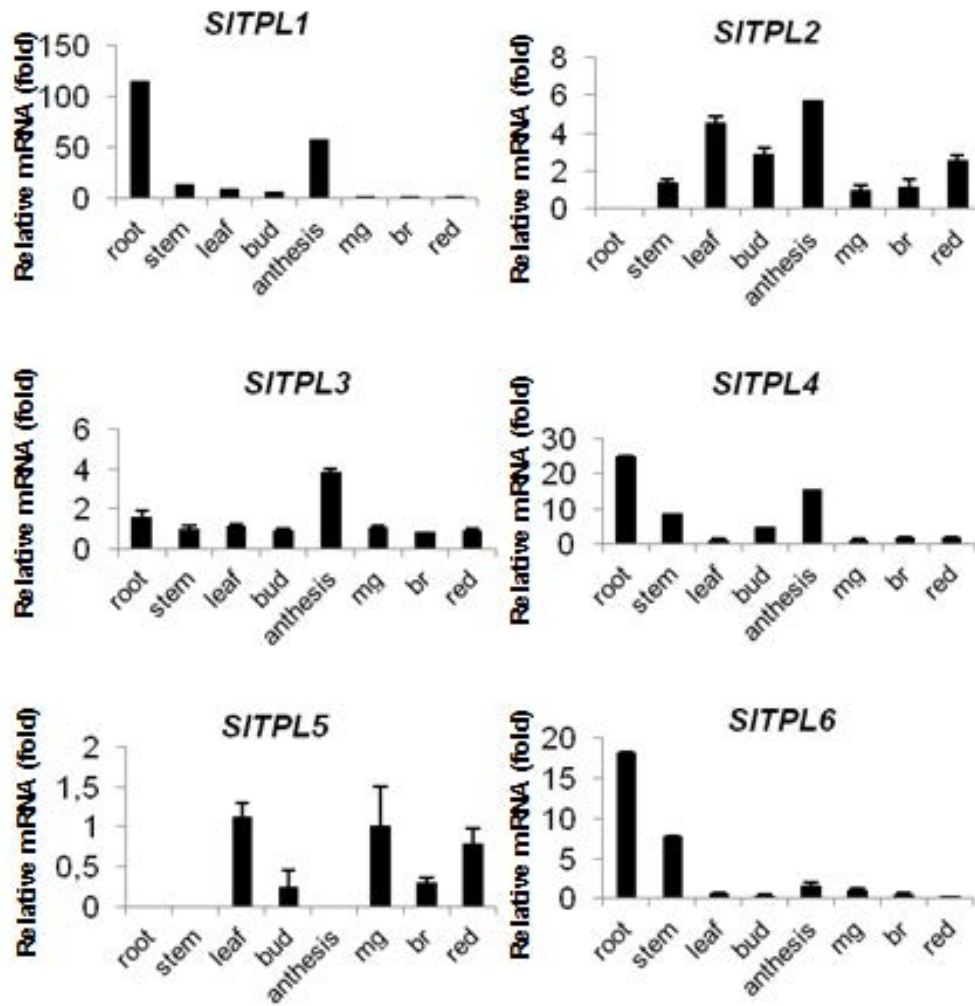 SlTPL1
Relative mRNA (fold)
150
100
50
0
root stem leaf bud anthesis mg br red
SlTPL2
Relative mRNA (fold)
8
6
4
2
0
root stem leaf bud anthesis mg br red
SlTPL3
Relative mRNA (fold)
6
4
2
0
root stem leaf bud anthesis mg br red
SlTPL4
Relative mRNA (fold)
30
20
10
0
root stem leaf bud anthesis mg br red
SlTPL5
Relative mRNA (fold)
2
1.5
1
0.5
0
root stem leaf bud anthesis mg br red
SlTPL6
Relative mRNA (fold)
20
15
10
5
0
root stem leaf bud anthesis mg br red